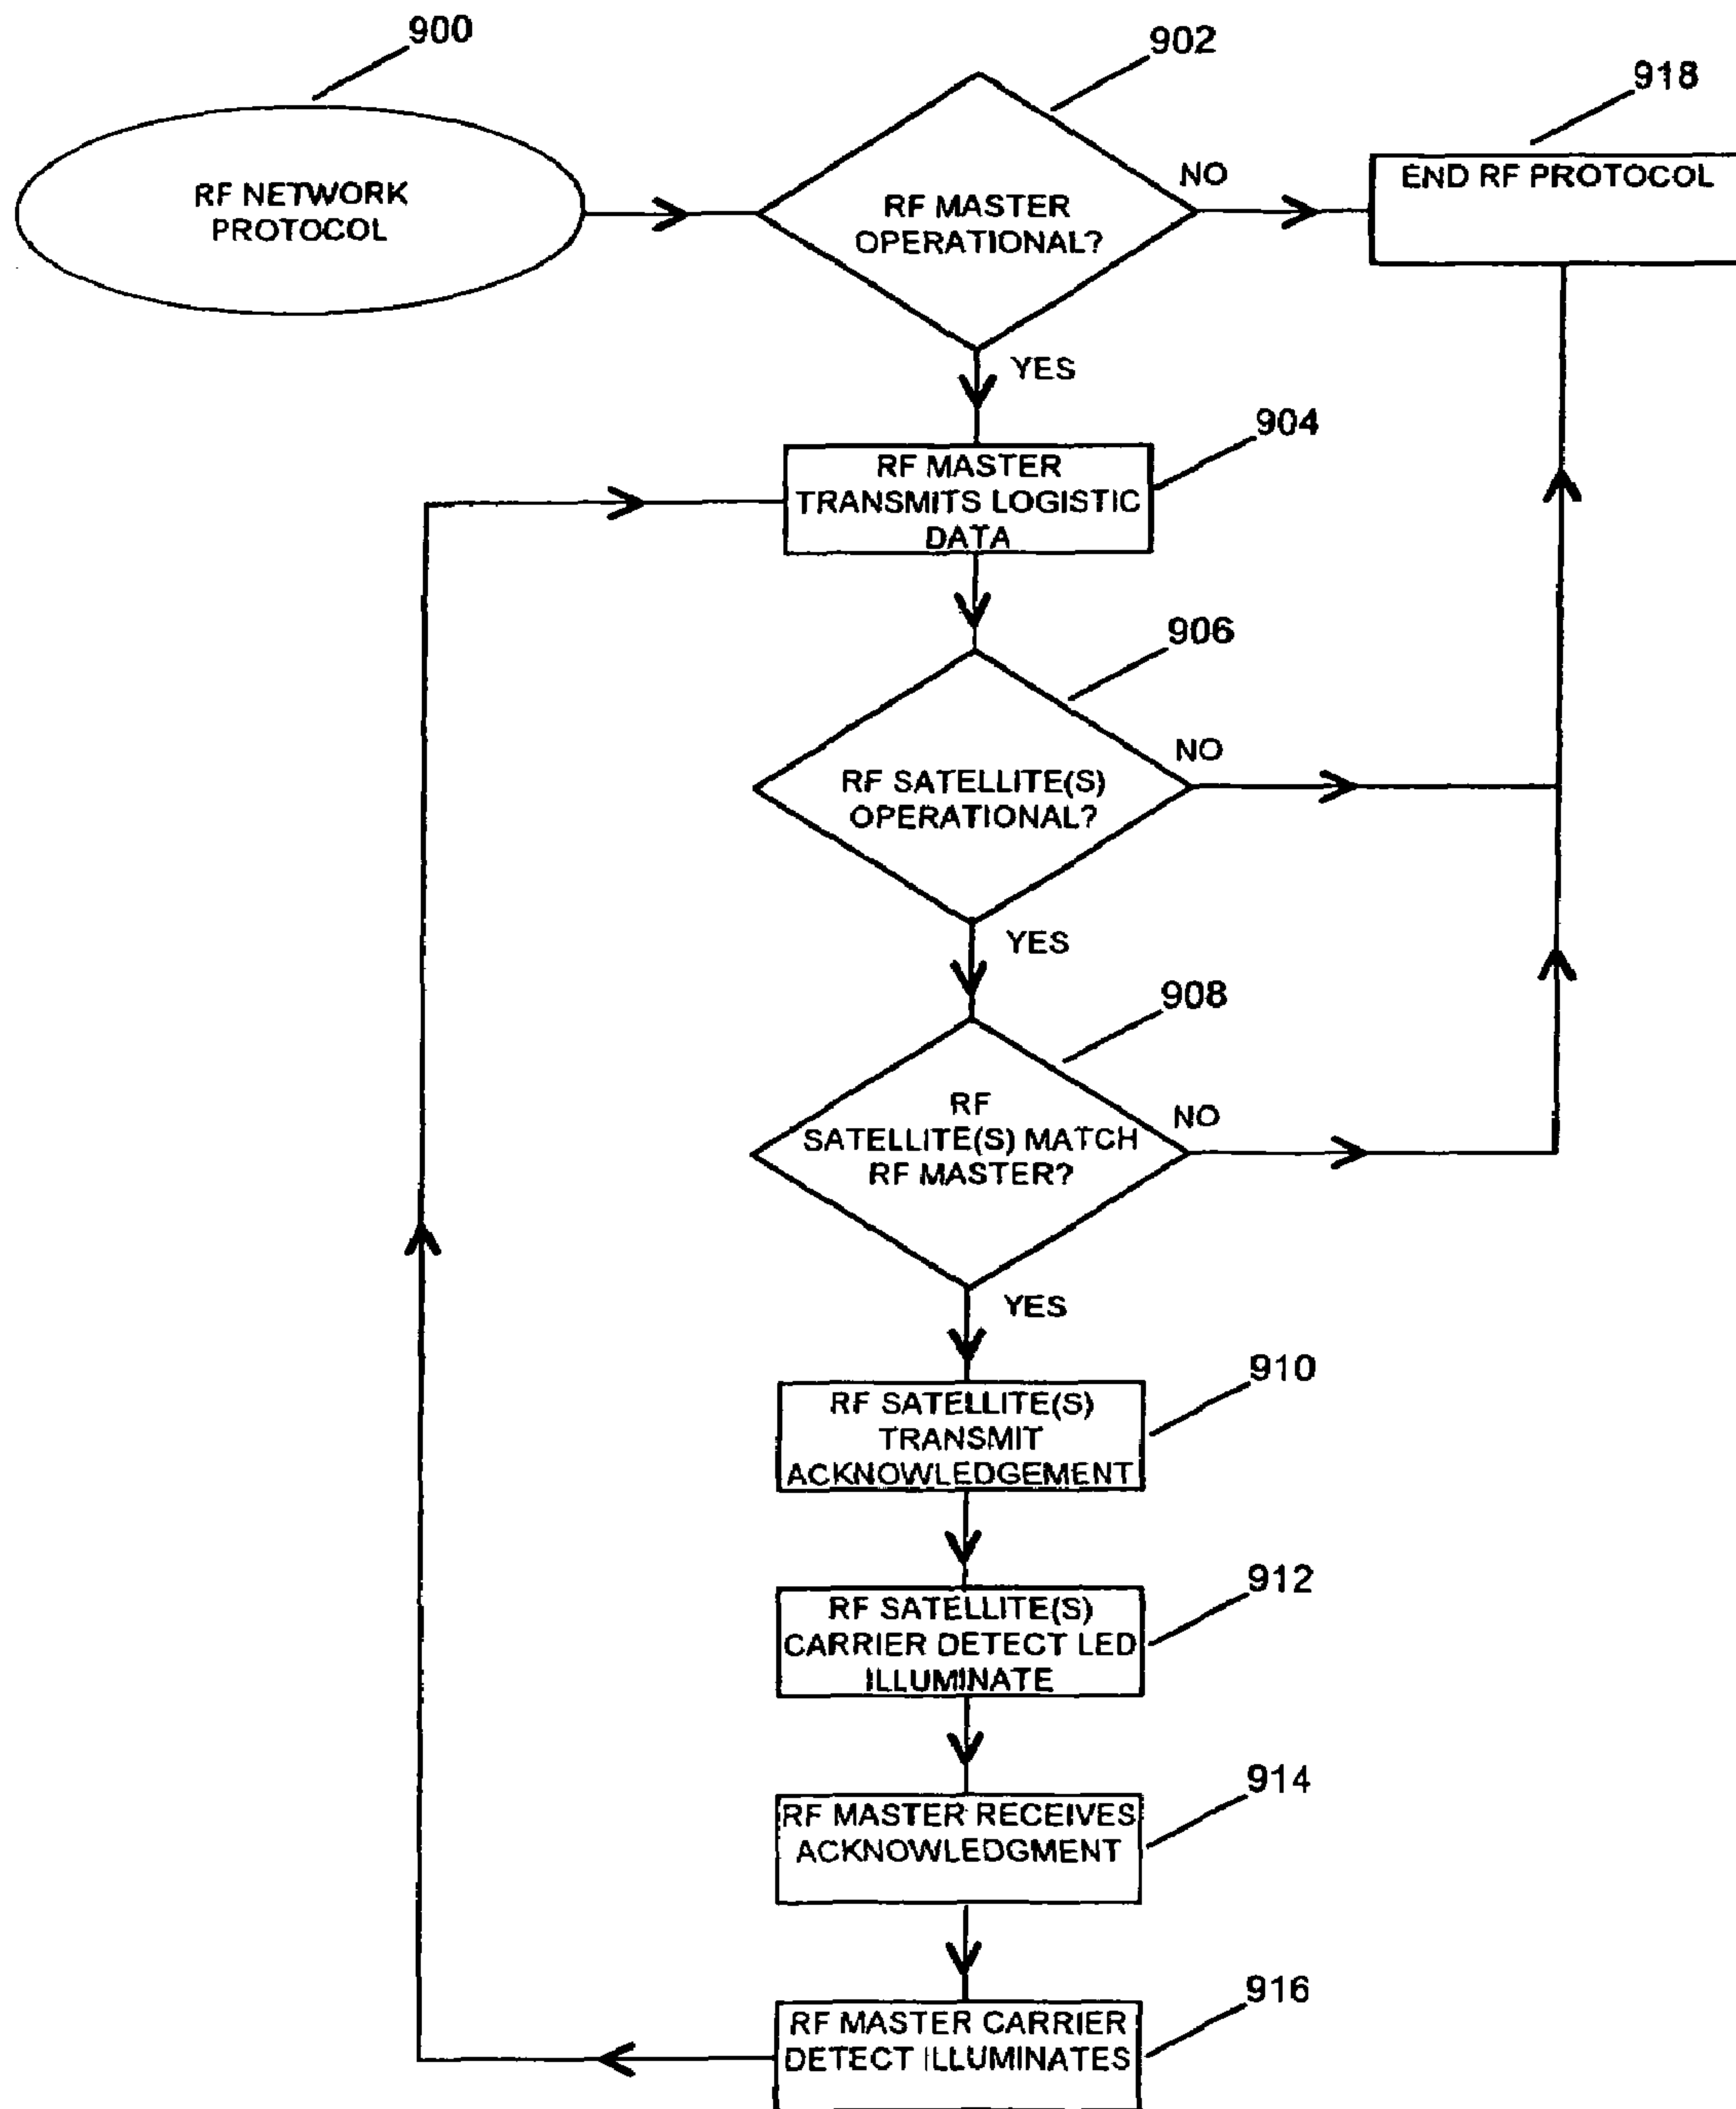 900
902
918
RF NETWORK
PROTOCOL
RF MASTER
OPERATIONAL?
NO
END RF PROTOCOL
YES
904
RF MASTER
TRANSMITS LOGISTIC
DATA
906
RF SATELLITE(S)
OPERATIONAL?
NO
YES
908
RF
SATELLITE(S) MATCH
RF MASTER?
NO
YES
910
RF SATELLITE(S)
TRANSMIT
ACKNOWLEDGEMENT
912
RF SATELLITE(S)
CARRIER DETECT LED
ILLUMINATE
914
RF MASTER RECEIVES
ACKNOWLEDGMENT
916
RF MASTER CARRIER
DETECT ILLUMINATES